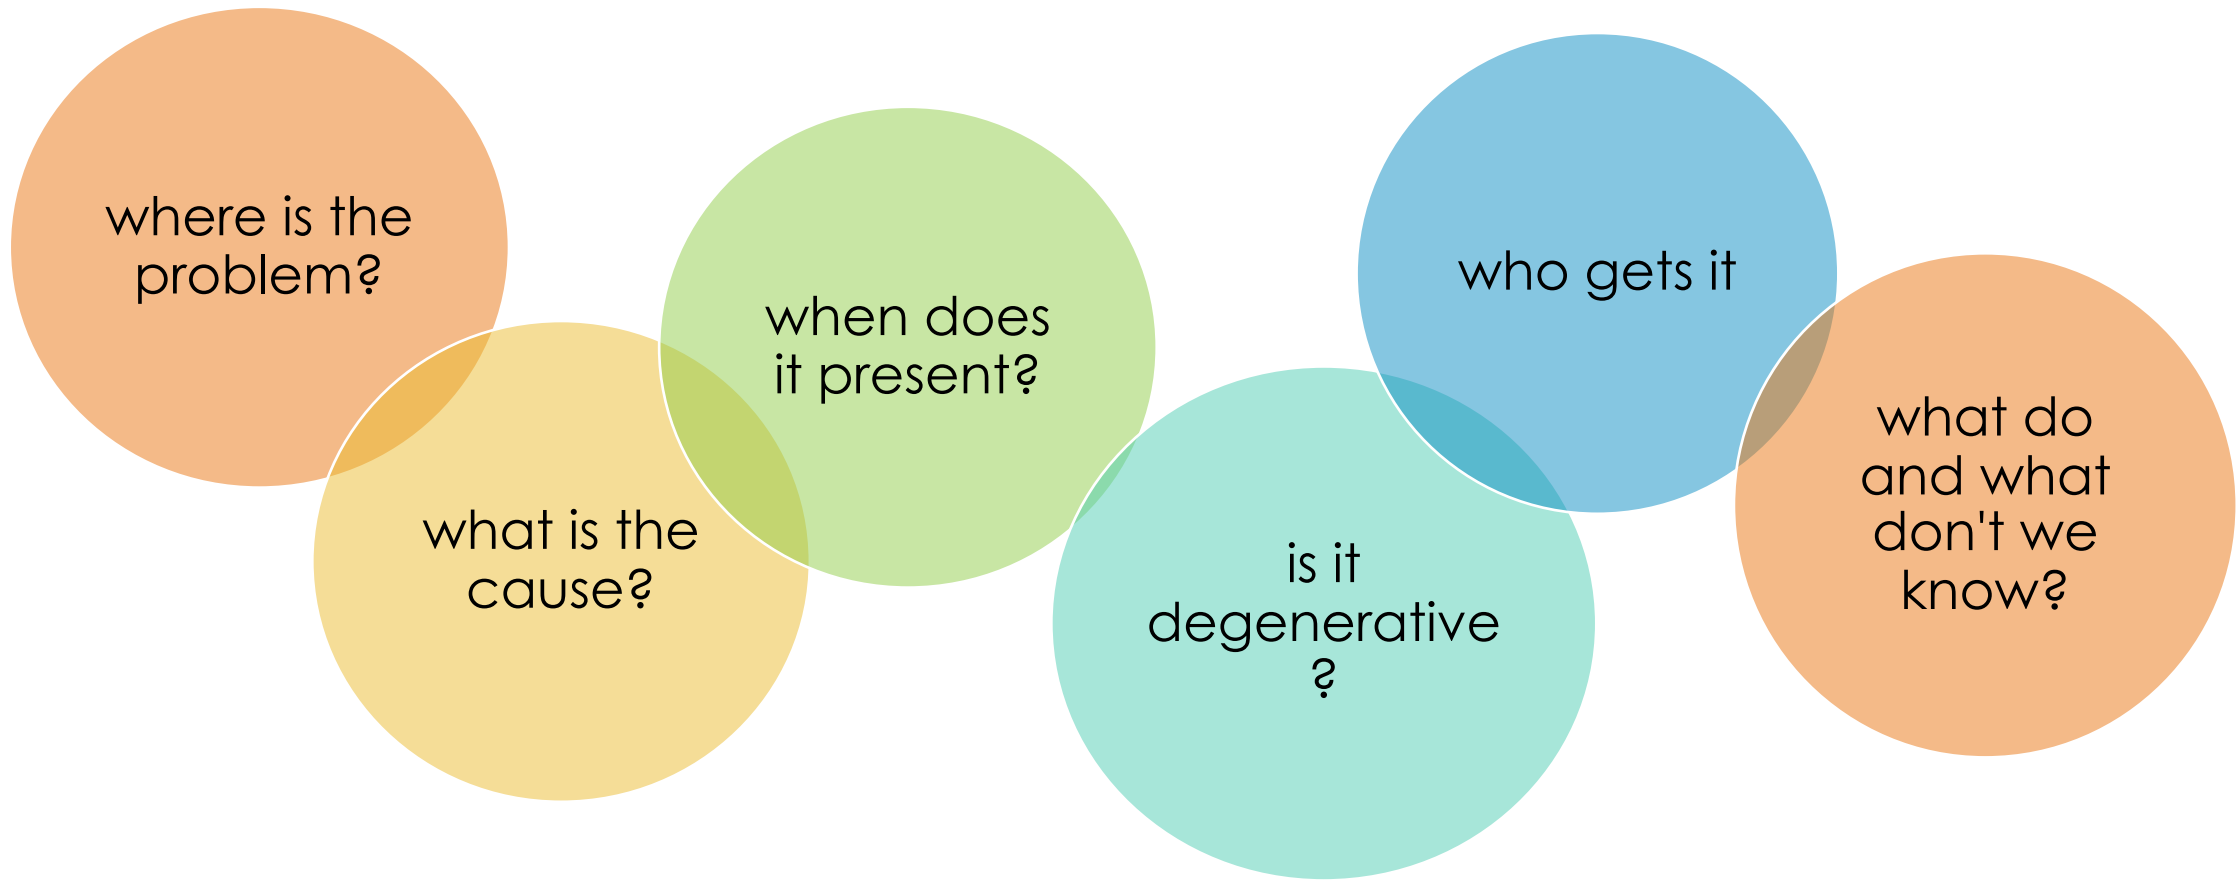 where is the
problem?
what is the
cause?
when does
it present?
is it
degenerative
?
who gets it
what do
and what
don't we
know?